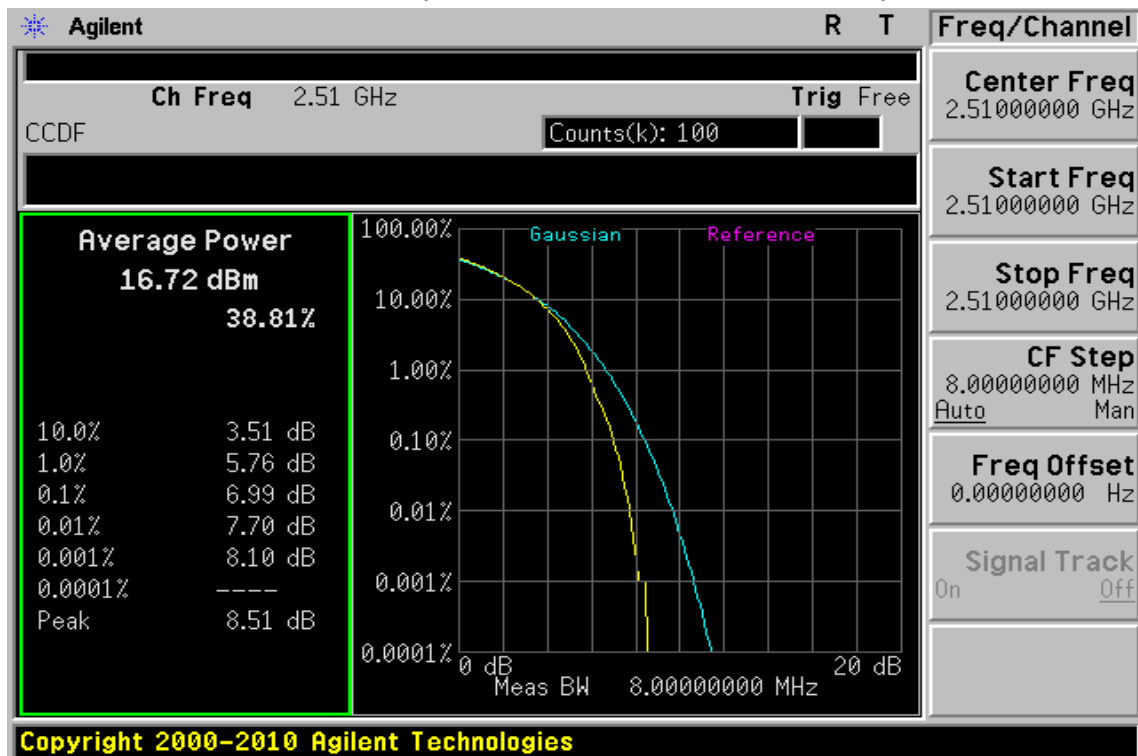 Agilent R T
Ch Freq 2.51 GHz Trig Free
CCDF Counts(k): 100
Average Power
16.72 dBm
38.81%
10.0% 3.51 dB
1.0% 5.76 dB
0.1% 6.99 dB
0.01% 7.70 dB
0.001% 8.10 dB
0.0001% ----
Peak 8.51 dB
Gaussian Reference
100.00%
10.00%
1.00%
0.10%
0.01%
0.001%
0.0001%
0 dB 20 dB
Meas BW 8.00000000 MHz
Freq/Channel
Center Freq
2.51000000 GHz
Start Freq
2.51000000 GHz
Stop Freq
2.51000000 GHz
CF Step
8.00000000 MHz
Auto Man
Freq Offset
0.00000000 Hz
Signal Track
On Off
Copyright 2000-2010 Agilent Technologies